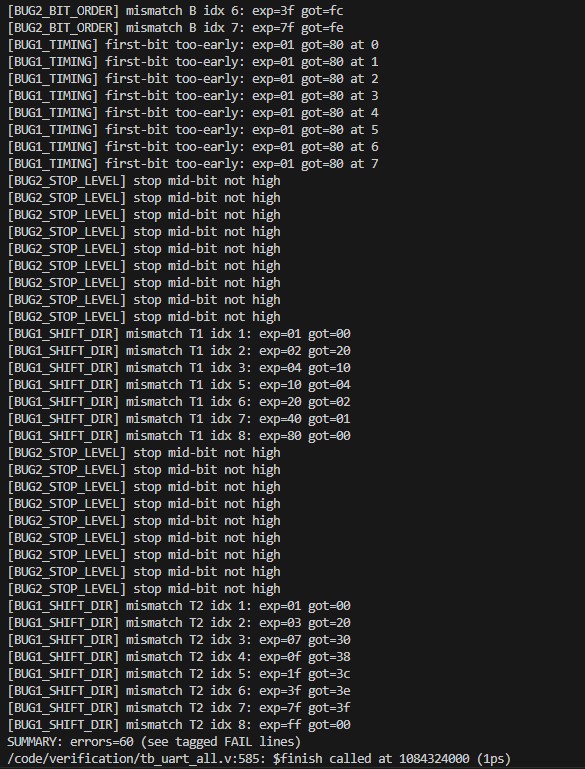 [BUG2_BIT_ORDER] mismatch B idx 6: exp=3f got=fc
[BUG2_BIT_ORDER] mismatch B idx 7: exp=7f got=fe
[BUG1_TIMING] first-bit too-early: exp=01 got=80 at 0
[BUG1_TIMING] first-bit too-early: exp=01 got=80 at 1
[BUG1_TIMING] first-bit too-early: exp=01 got=80 at 2
[BUG1_TIMING] first-bit too-early: exp=01 got=80 at 3
[BUG1_TIMING] first-bit too-early: exp=01 got=80 at 4
[BUG1_TIMING] first-bit too-early: exp=01 got=80 at 5
[BUG1_TIMING] first-bit too-early: exp=01 got=80 at 6
[BUG1_TIMING] first-bit too-early: exp=01 got=80 at 7
[BUG2_STOP_LEVEL] stop mid-bit not high
[BUG2_STOP_LEVEL] stop mid-bit not high
[BUG2_STOP_LEVEL] stop mid-bit not high
[BUG2_STOP_LEVEL] stop mid-bit not high
[BUG2_STOP_LEVEL] stop mid-bit not high
[BUG2_STOP_LEVEL] stop mid-bit not high
[BUG2_STOP_LEVEL] stop mid-bit not high
[BUG2_STOP_LEVEL] stop mid-bit not high
[BUG2_STOP_LEVEL] stop mid-bit not high
[BUG1_SHIFT_DIR] mismatch T1 idx 1: exp=01 got=00
[BUG1_SHIFT_DIR] mismatch T1 idx 2: exp=02 got=20
[BUG1_SHIFT_DIR] mismatch T1 idx 3: exp=04 got=10
[BUG1_SHIFT_DIR] mismatch T1 idx 5: exp=10 got=04
[BUG1_SHIFT_DIR] mismatch T1 idx 6: exp=20 got=02
[BUG1_SHIFT_DIR] mismatch T1 idx 7: exp=40 got=01
[BUG1_SHIFT_DIR] mismatch T1 idx 8: exp=80 got=00
[BUG2_STOP_LEVEL] stop mid-bit not high
[BUG2_STOP_LEVEL] stop mid-bit not high
[BUG2_STOP_LEVEL] stop mid-bit not high
[BUG2_STOP_LEVEL] stop mid-bit not high
[BUG2_STOP_LEVEL] stop mid-bit not high
[BUG2_STOP_LEVEL] stop mid-bit not high
[BUG2_STOP_LEVEL] stop mid-bit not high
[BUG2_STOP_LEVEL] stop mid-bit not high
[BUG2_STOP_LEVEL] stop mid-bit not high
[BUG1_SHIFT_DIR] mismatch T2 idx 1: exp=01 got=00
[BUG1_SHIFT_DIR] mismatch T2 idx 2: exp=03 got=20
[BUG1_SHIFT_DIR] mismatch T2 idx 3: exp=07 got=30
[BUG1_SHIFT_DIR] mismatch T2 idx 4: exp=0f got=38
[BUG1_SHIFT_DIR] mismatch T2 idx 5: exp=1f got=3c
[BUG1_SHIFT_DIR] mismatch T2 idx 6: exp=3f got=3e
[BUG1_SHIFT_DIR] mismatch T2 idx 7: exp=7f got=3f
[BUG1_SHIFT_DIR] mismatch T2 idx 8: exp=ff got=00
SUMMARY: errors=60 (see tagged FAIL lines)
/code/verification/tb_uart_all.v:585: $finish called at 1084324000 (1ps)